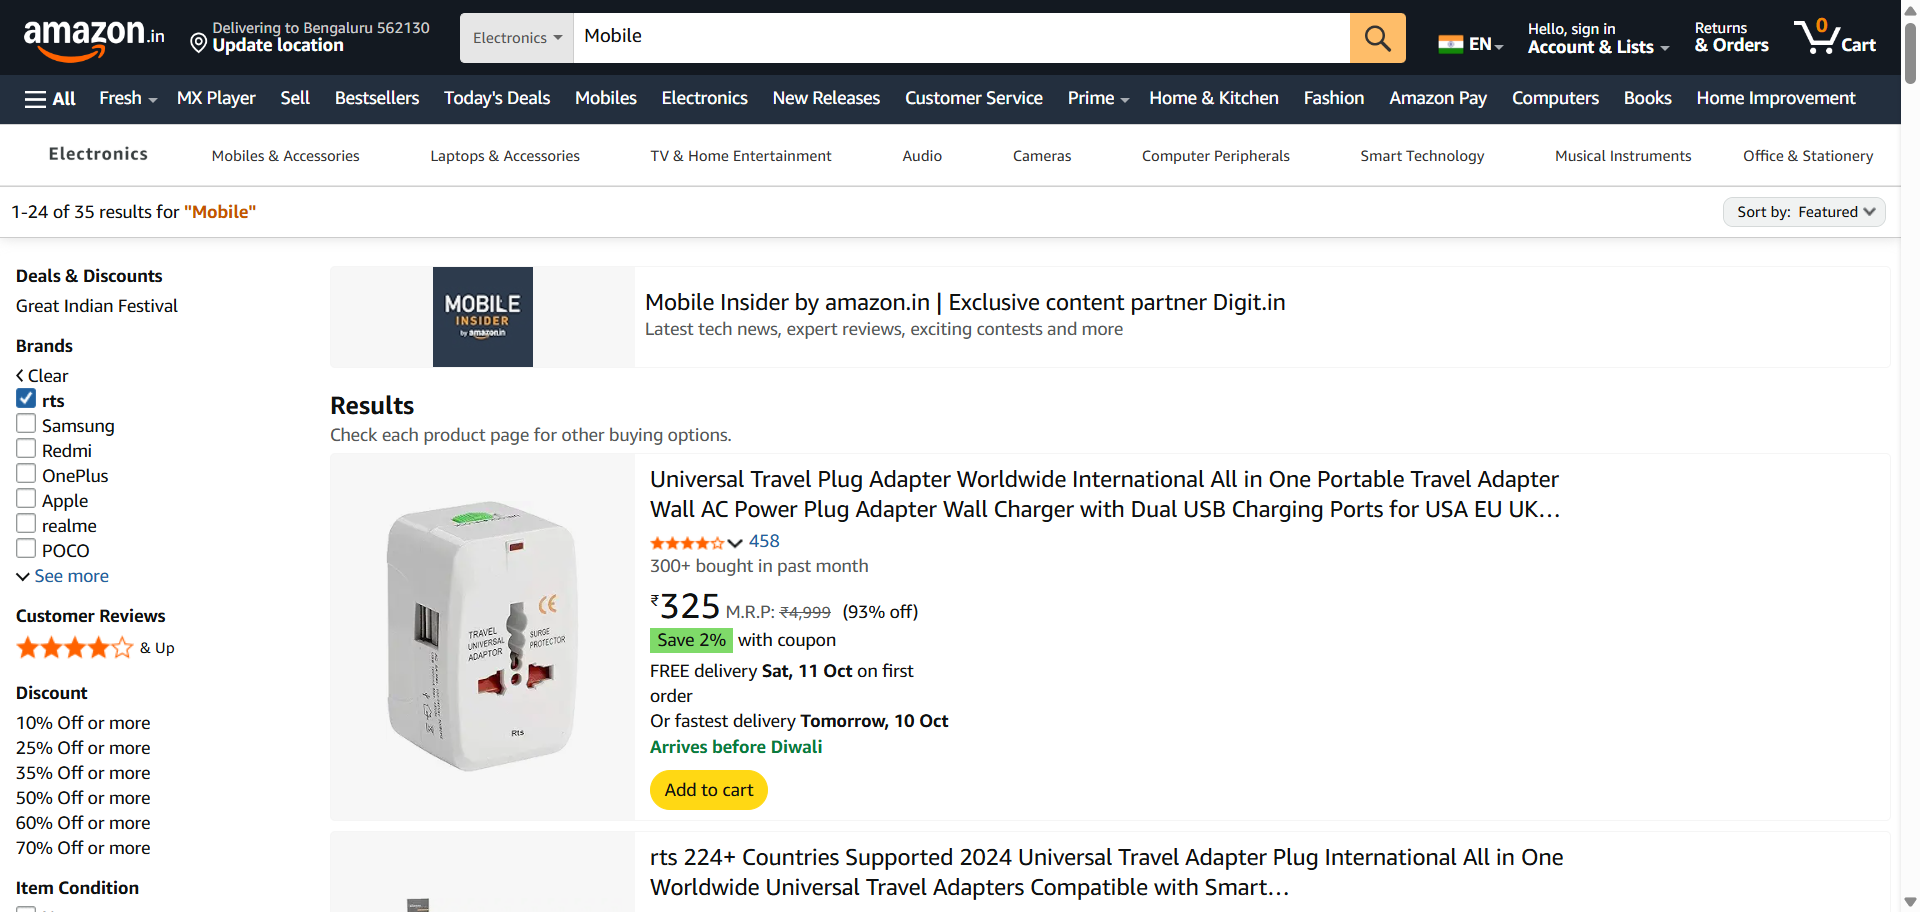 amazon.in
Delivering to Bengaluru 562130
Update location
Electronics
Mobile
EN
Hello, sign in
Account & Lists
Returns
& Orders
0
Cart
All
Fresh
MX Player
Sell
Bestsellers
Today's Deals
Mobiles
Electronics
New Releases
Customer Service
Prime
Home & Kitchen
Fashion
Amazon Pay
Computers
Books
Home Improvement
Electronics
Mobiles & Accessories
Laptops & Accessories
TV & Home Entertainment
Audio
Cameras
Computer Peripherals
Smart Technology
Musical Instruments
Office & Stationery
1-24 of 35 results for "Mobile"
Sort by: Featured
Deals & Discounts
Great Indian Festival
Brands
Clear
rts
Samsung
Redmi
OnePlus
Apple
realme
POCO
See more
Customer Reviews
& Up
Discount
10% Off or more
25% Off or more
35% Off or more
50% Off or more
60% Off or more
70% Off or more
Item Condition
MOBILE
INSIDER
by amazon.in
Mobile Insider by amazon.in | Exclusive content partner Digit.in
Latest tech news, expert reviews, exciting contests and more
Results
Check each product page for other buying options.
TRAVEL
UNIVERSAL
ADAPTOR
SURGE
PROTECTOR
CE
Rts
Universal Travel Plug Adapter Worldwide International All in One Portable Travel Adapter
Wall AC Power Plug Adapter Wall Charger with Dual USB Charging Ports for USA EU UK…
458
300+ bought in past month
₹325 M.R.P: ₹4,999 (93% off)
Save 2% with coupon
FREE delivery Sat, 11 Oct on first
order
Or fastest delivery Tomorrow, 10 Oct
Arrives before Diwali
Add to cart
rts 224+ Countries Supported 2024 Universal Travel Adapter Plug International All in One
Worldwide Universal Travel Adapters Compatible with Smart…